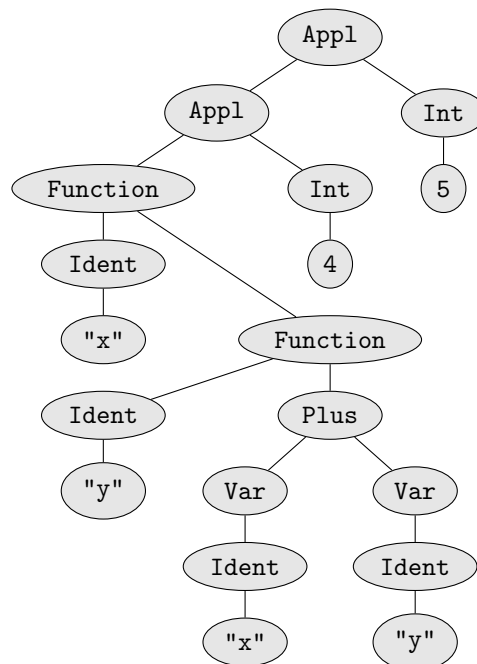 Appl
Appl Int
Function Int 5
Ident 4
"x" Function
Ident Plus
"y" Var Var
Ident Ident
"x" "y"